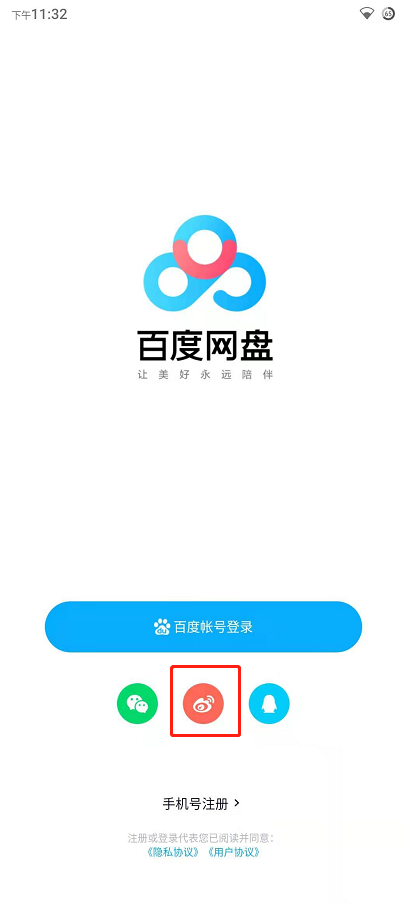 下午11:32
65
百度网盘
让美好永远陪伴
du 百度帐号登录
手机号注册 >
注册或登录代表您已阅读并同意：
《隐私协议》《用户协议》